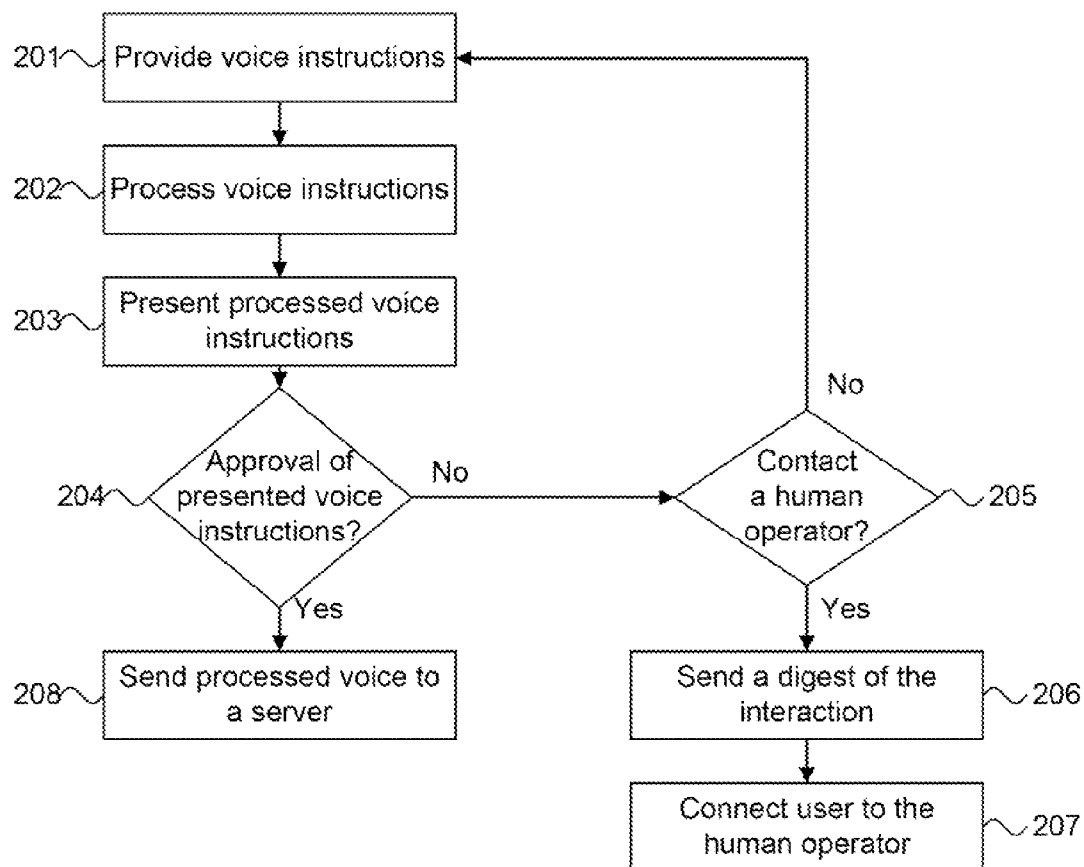 201
Provide voice instructions
202
Process voice instructions
203
Present processed voice
instructions
No
204
Approval of
presented voice
instructions?
No
Contact
a human
operator?
205
Yes
Yes
208
Send processed voice to
a server
Send a digest of the
interaction
206
Connect user to the
human operator
207